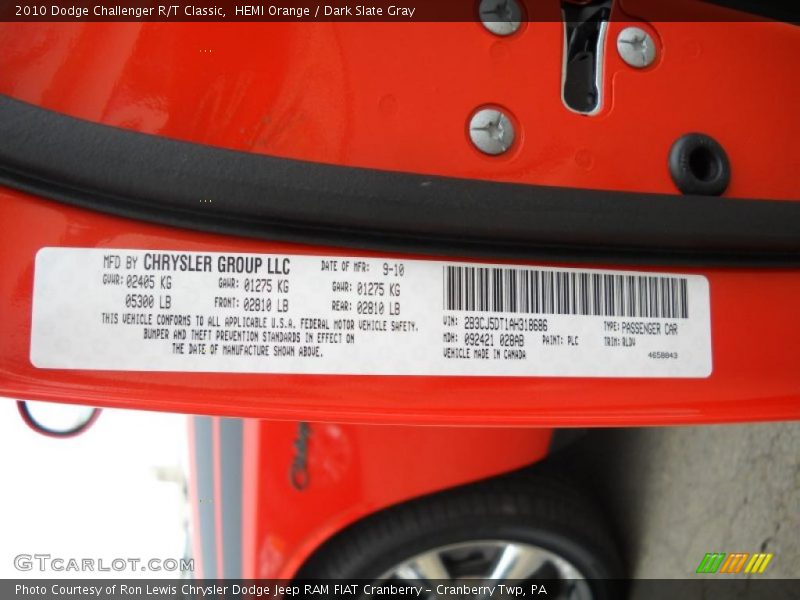 2010 Dodge Challenger R/T Classic,  HEMI Orange / Dark Slate Gray
MFD BY CHRYSLER GROUP LLC
DATE OF MFR: 9-10
GVWR: 02405 KG
GAWR: 01275 KG
GAWR: 01275 KG
05300 LB
FRONT: 02810 LB
REAR: 02810 LB
THIS VEHICLE CONFORMS TO ALL APPLICABLE U.S.A. FEDERAL MOTOR VEHICLE SAFETY.
BUMPER AND THEFT PREVENTION STANDARDS IN EFFECT ON
THE DATE OF MANUFACTURE SHOWN ABOVE.
VIN: 2B3CJ5DT1AH318686
TYPE: PASSENGER CAR
MDH: 092421 028AB
PAINT: PLC
TRIM: RLDV
VEHICLE MADE IN CANADA
4658843
GTCARLOT.COM
Photo Courtesy of Ron Lewis Chrysler Dodge Jeep RAM FIAT Cranberry - Cranberry Twp, PA